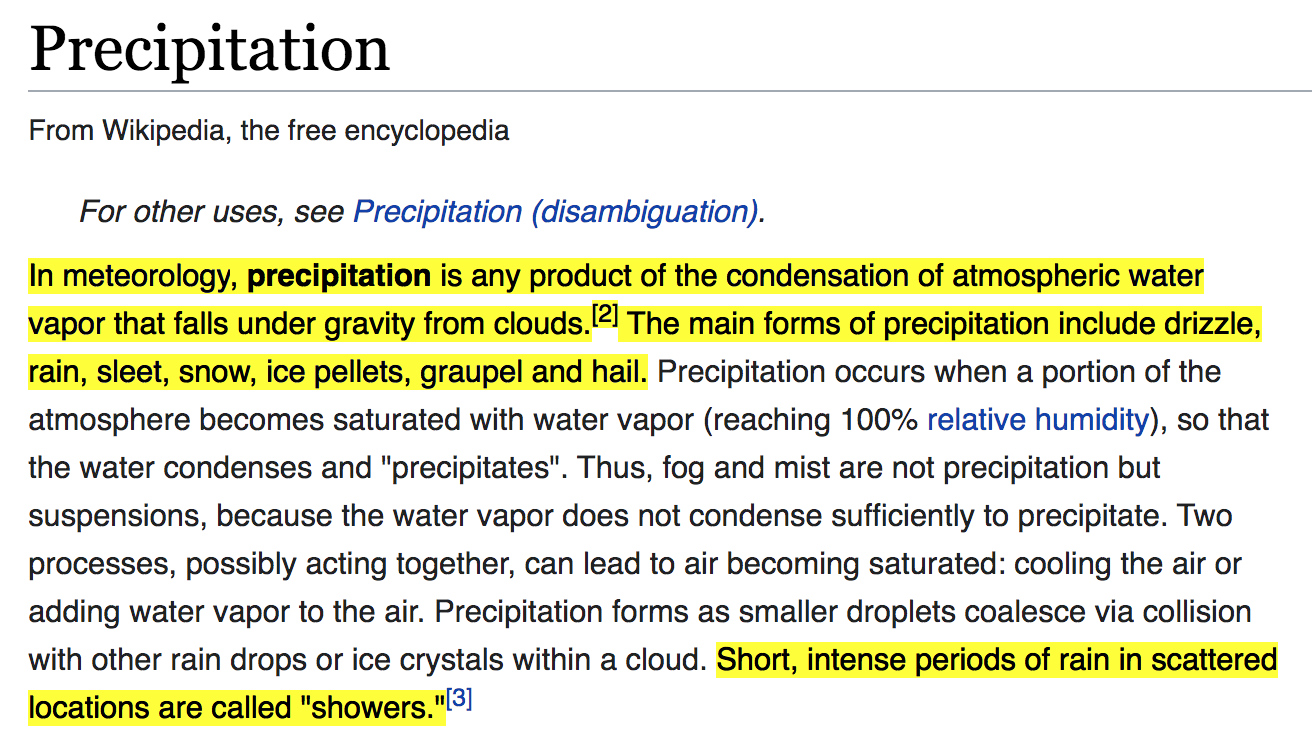 Precipitation
From Wikipedia, the free encyclopedia
For other uses, see Precipitation (disambiguation).
In meteorology, precipitation is any product of the condensation of atmospheric water
vapor that falls under gravity from clouds.[2] The main forms of precipitation include drizzle,
rain, sleet, snow, ice pellets, graupel and hail. Precipitation occurs when a portion of the
atmosphere becomes saturated with water vapor (reaching 100% relative humidity), so that
the water condenses and "precipitates". Thus, fog and mist are not precipitation but
suspensions, because the water vapor does not condense sufficiently to precipitate. Two
processes, possibly acting together, can lead to air becoming saturated: cooling the air or
adding water vapor to the air. Precipitation forms as smaller droplets coalesce via collision
with other rain drops or ice crystals within a cloud. Short, intense periods of rain in scattered
locations are called "showers."[3]